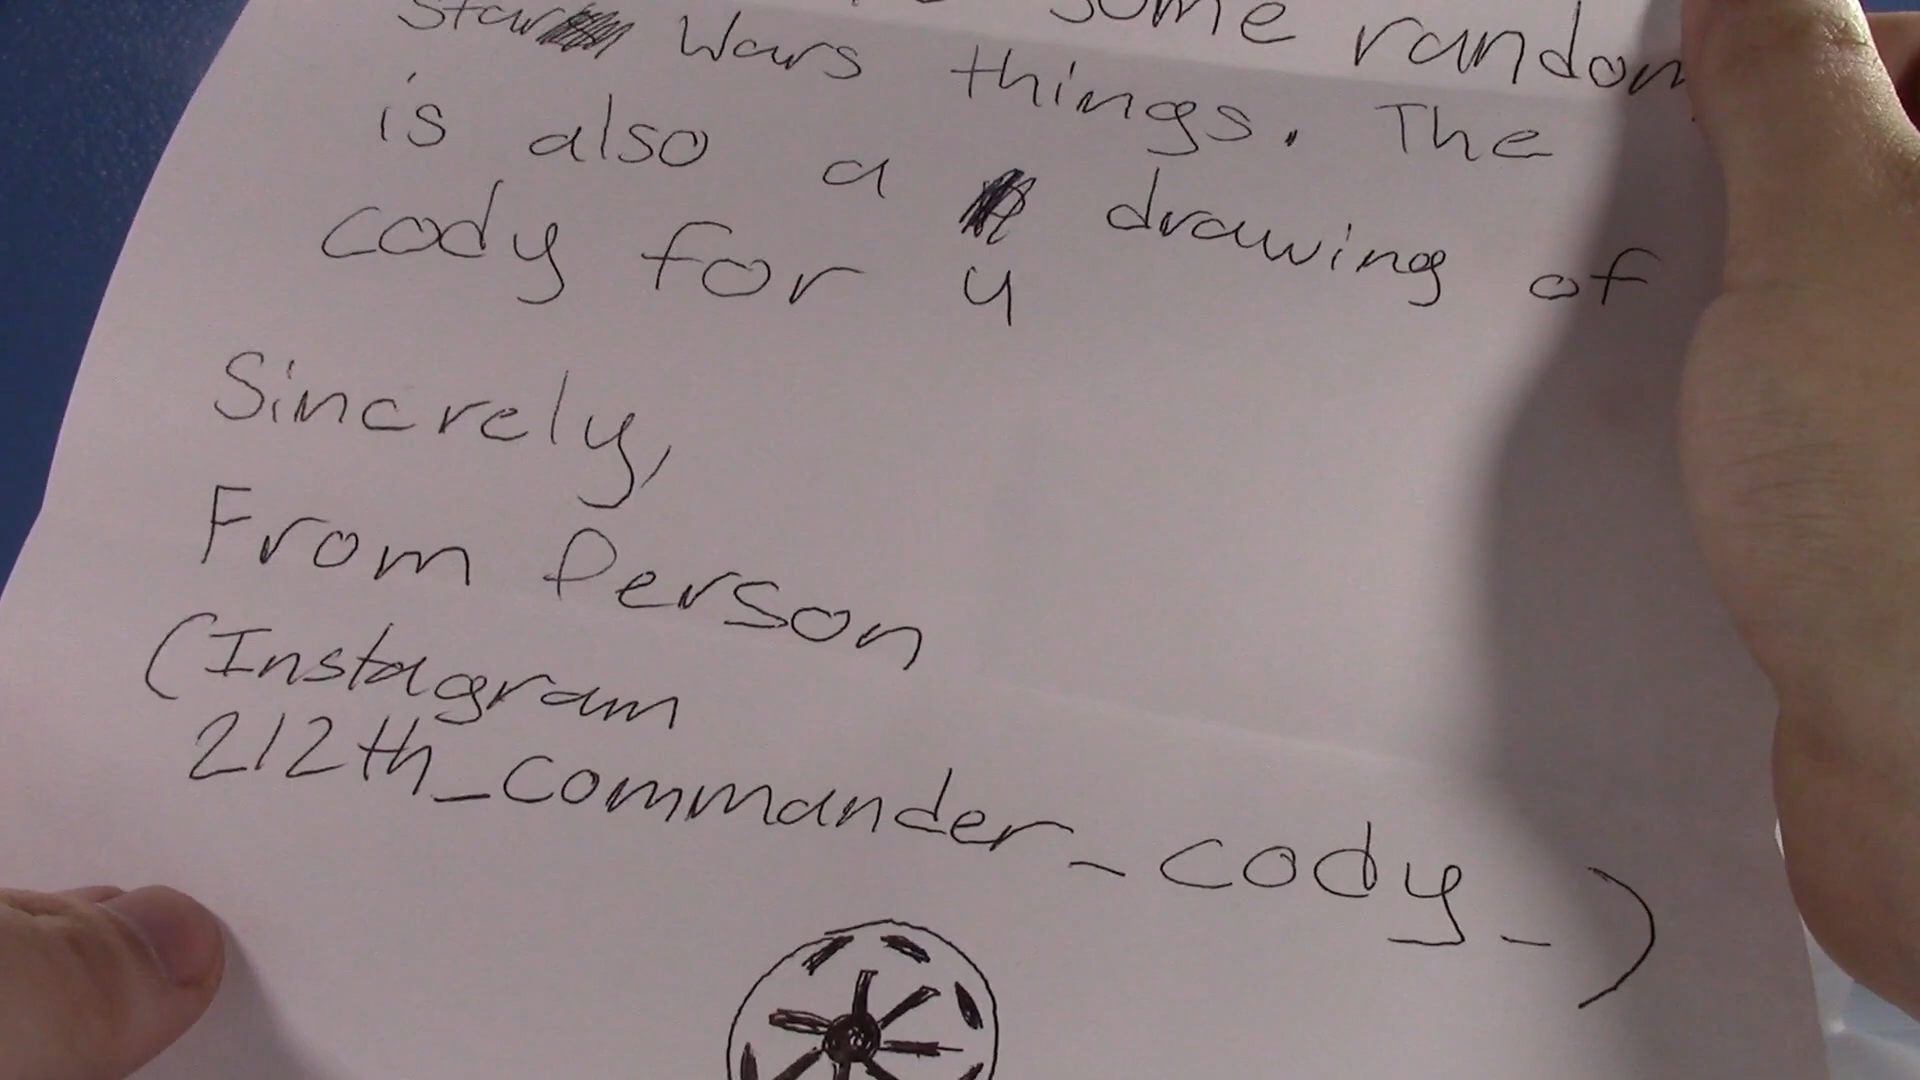 some random
Star Wars things. The
is also a drawing of
cody for u
Sincrely,
From Person
(Instagram
212th_commander_cody_)